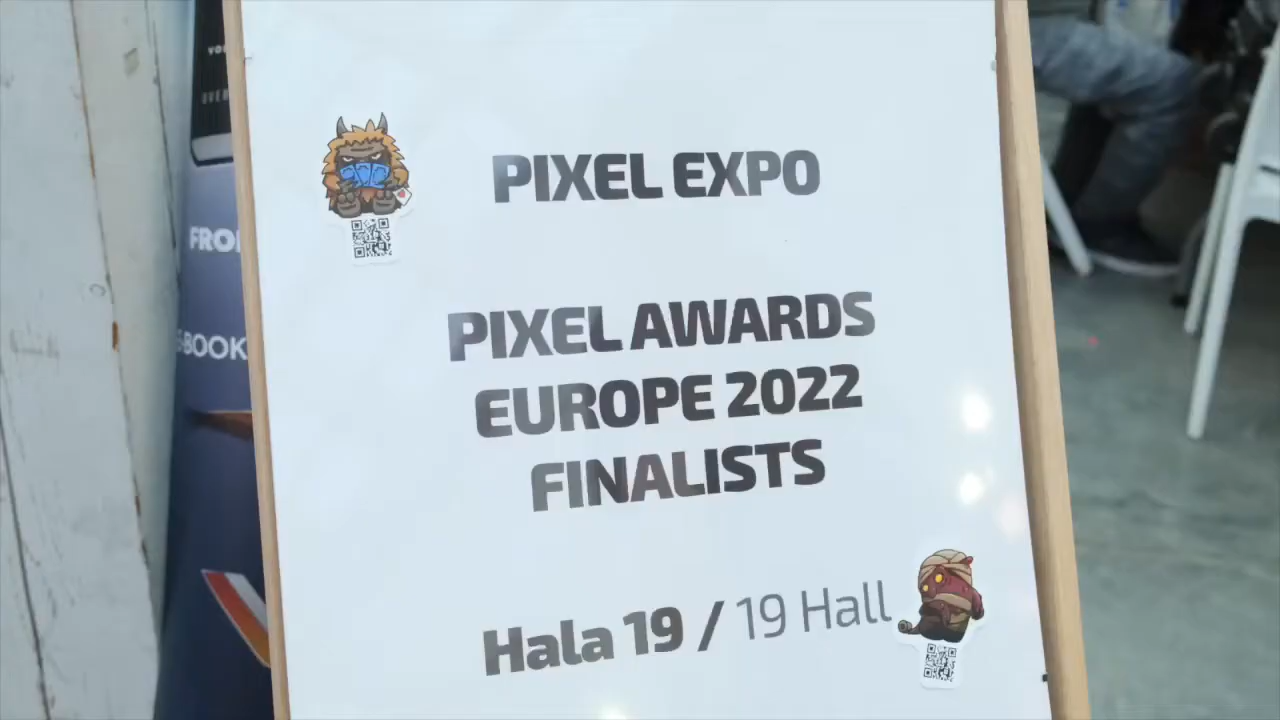 PIXEL EXPO
PIXEL AWARDS
EUROPE 2022
FINALISTS
Hala 19 / 19 Hall